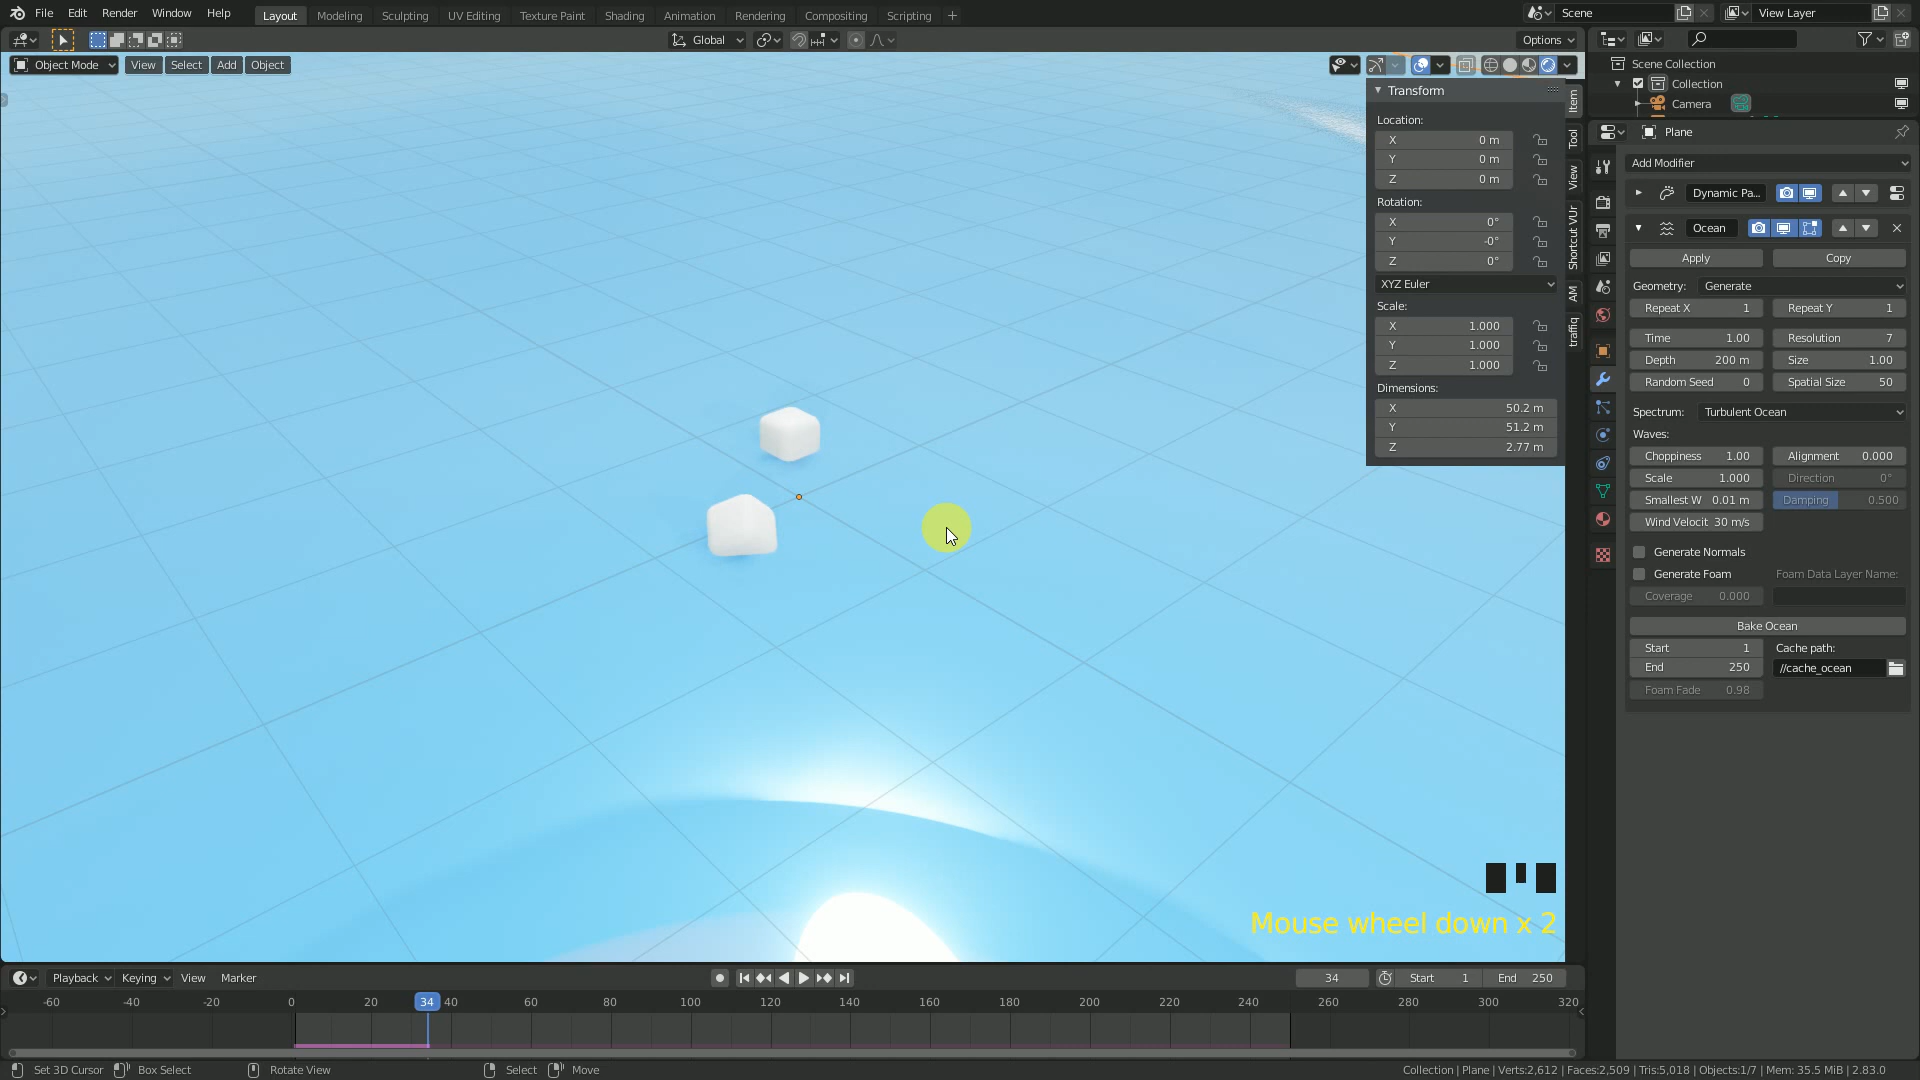 File Edit Render Window Help Layout Modeling Sculpting UV Editing Texture Paint Shading Animation Rendering Compositing Scripting + Scene View Layer
Global Options
Object Mode View Select Add Object
Scene Collection
Collection
Camera
Transform
Location:
X 0 m
Y 0 m
Z 0 m
Rotation:
X 0°
Y -0°
Z 0°
XYZ Euler
Scale:
X 1.000
Y 1.000
Z 1.000
Dimensions:
X 50.2 m
Y 51.2 m
Z 2.77 m
Item
Tool
View
Shortcut VUr
AM
traffiq
Plane
Add Modifier
Dynamic Pa...
Ocean
Apply Copy
Geometry: Generate
Repeat X 1 Repeat Y 1
Time 1.00 Resolution 7
Depth 200 m Size 1.00
Random Seed 0 Spatial Size 50
Spectrum: Turbulent Ocean
Waves:
Choppiness 1.00 Alignment 0.000
Scale 1.000 Direction 0°
Smallest W 0.01 m Damping 0.500
Wind Velocit 30 m/s
Generate Normals
Generate Foam Foam Data Layer Name:
Coverage 0.000
Bake Ocean
Start 1 Cache path:
End 250 //cache_ocean
Foam Fade 0.98
Mouse wheel down x 2
Playback Keying View Marker 34 Start 1 End 250
-60 -40 -20 0 20 34 40 60 80 100 120 140 160 180 200 220 240 260 280 300 320
Set 3D Cursor Box Select Rotate View Select Move Collection | Plane | Verts:2,612 | Faces:2,509 | Tris:5,018 | Objects:1/7 | Mem: 35.5 MiB | 2.83.0